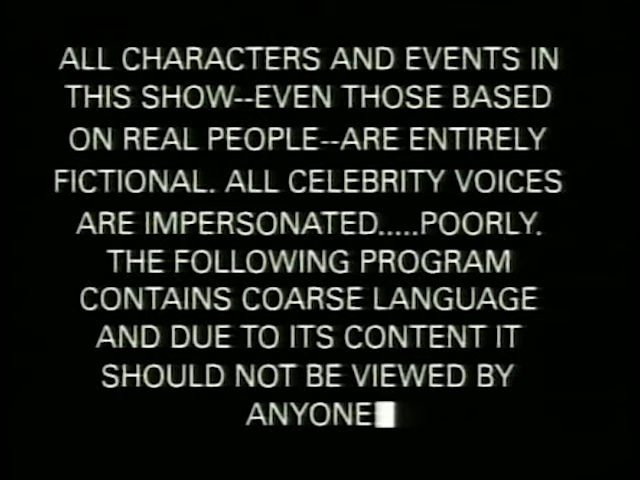 ALL CHARACTERS AND EVENTS IN
THIS SHOW--EVEN THOSE BASED
ON REAL PEOPLE--ARE ENTIRELY
FICTIONAL. ALL CELEBRITY VOICES
ARE IMPERSONATED.....POORLY.
THE FOLLOWING PROGRAM
CONTAINS COARSE LANGUAGE
AND DUE TO ITS CONTENT IT
SHOULD NOT BE VIEWED BY
ANYONE